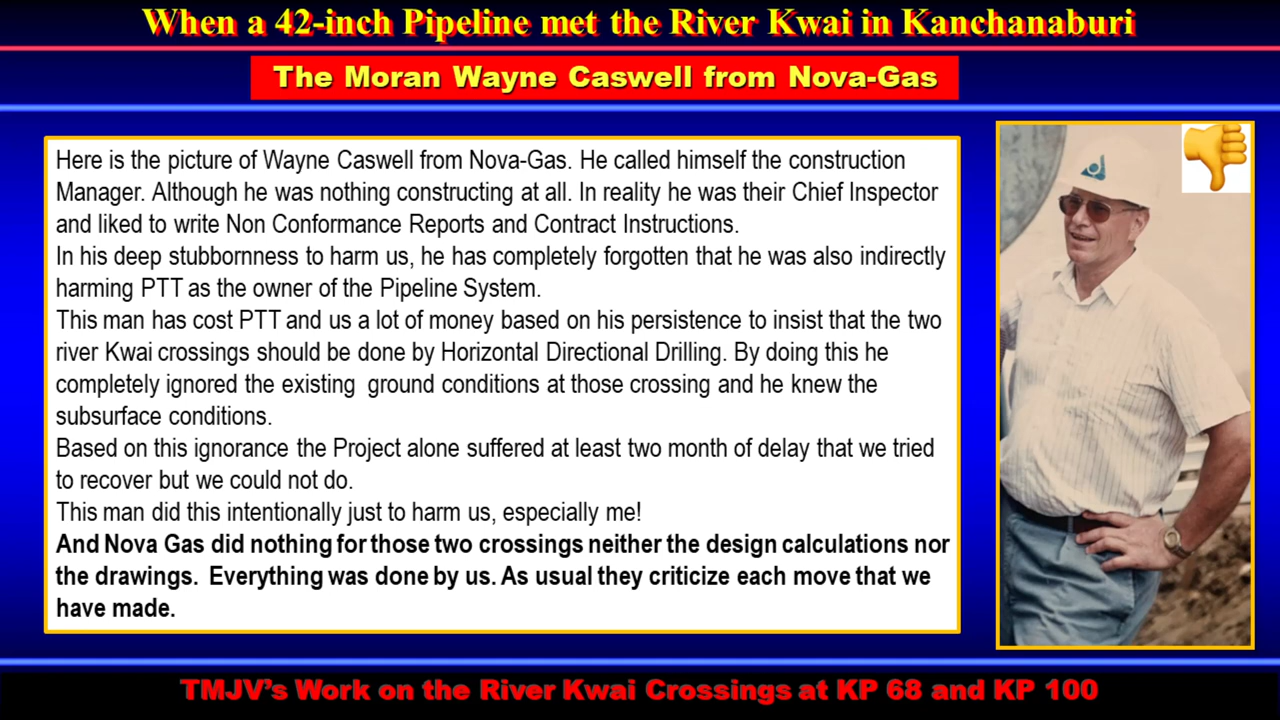 When a 42-inch Pipeline met the River Kwai in Kanchanaburi
The Moran Wayne Caswell from Nova-Gas
Here is the picture of Wayne Caswell from Nova-Gas. He called himself the construction
Manager. Although he was nothing constructing at all. In reality he was their Chief Inspector
and liked to write Non Conformance Reports and Contract Instructions.
In his deep stubbornness to harm us, he has completely forgotten that he was also indirectly
harming PTT as the owner of the Pipeline System.
This man has cost PTT and us a lot of money based on his persistence to insist that the two
river Kwai crossings should be done by Horizontal Directional Drilling. By doing this he
completely ignored the existing ground conditions at those crossing and he knew the
subsurface conditions.
Based on this ignorance the Project alone suffered at least two month of delay that we tried
to recover but we could not do.
This man did this intentionally just to harm us, especially me!
And Nova Gas did nothing for those two crossings neither the design calculations nor
the drawings. Everything was done by us. As usual they criticize each move that we
have made.
TMJV's Work on the River Kwai Crossings at KP 68 and KP 100